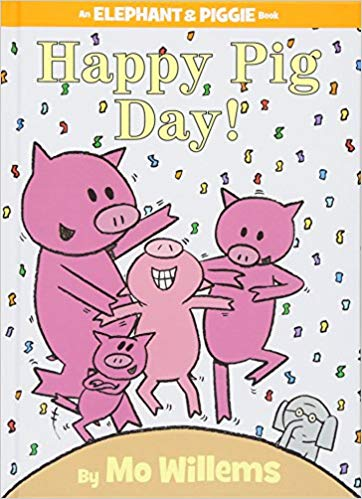 An ELEPHANT & PIGGIE Book
Happy Pig
Day!
By Mo Willems